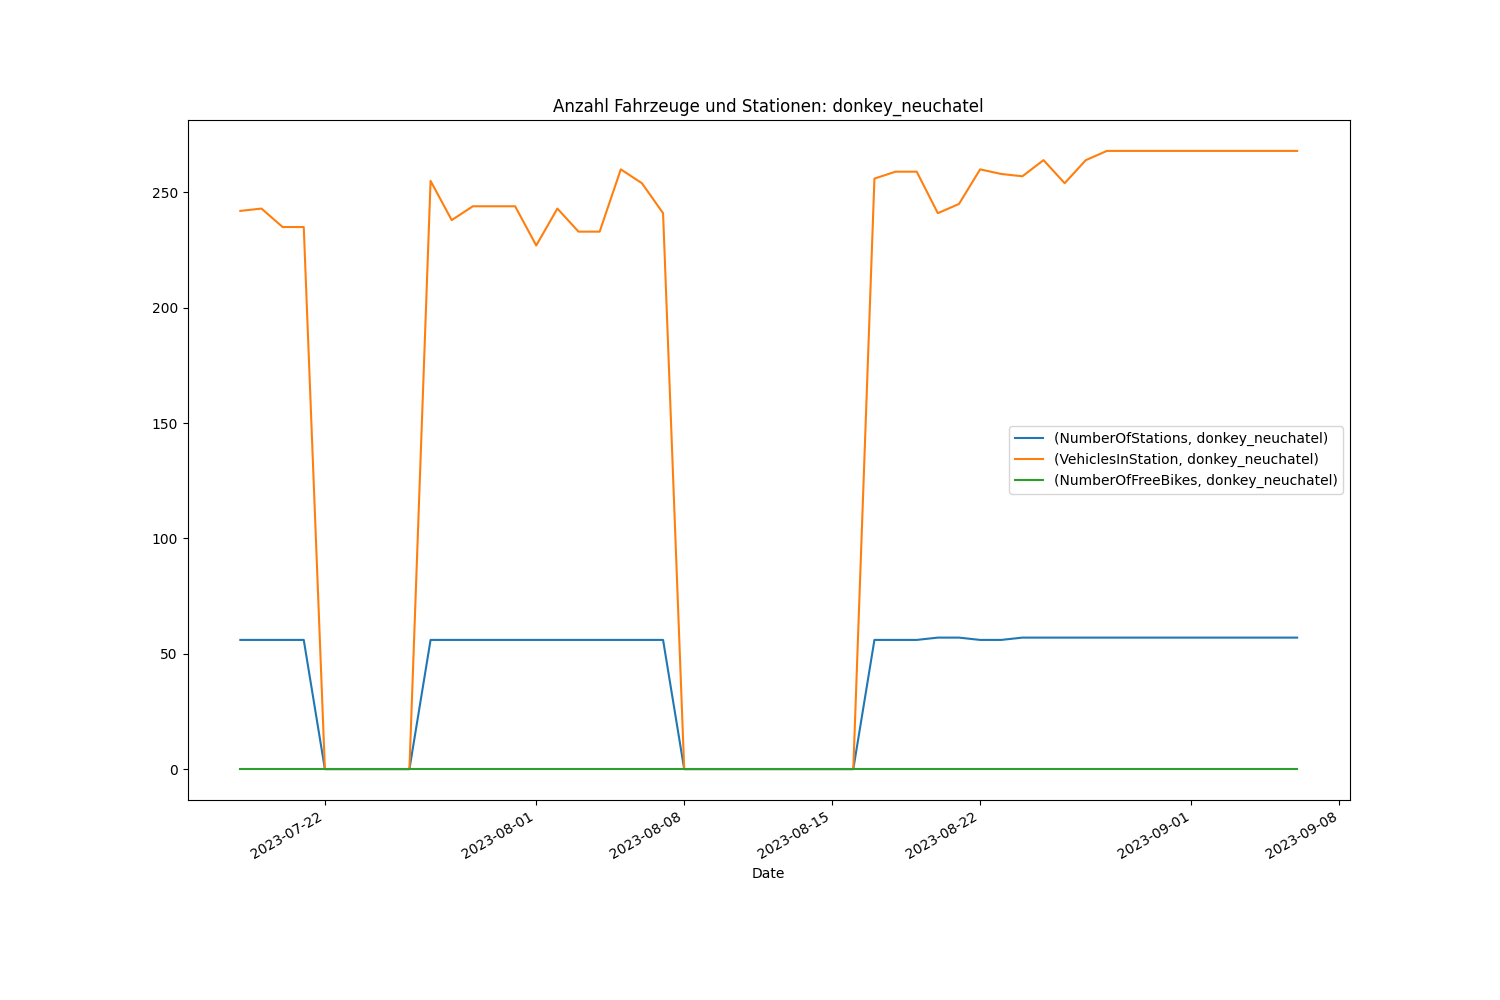 Anzahl Fahrzeuge und Stationen: donkey_neuchatel
250
200
150
100
50
0
(NumberOfStations, donkey_neuchatel)
(VehiclesInStation, donkey_neuchatel)
(NumberOfFreeBikes, donkey_neuchatel)
2023-07-22
2023-08-01
2023-08-08
2023-08-15
2023-08-22
2023-09-01
2023-09-08
Date